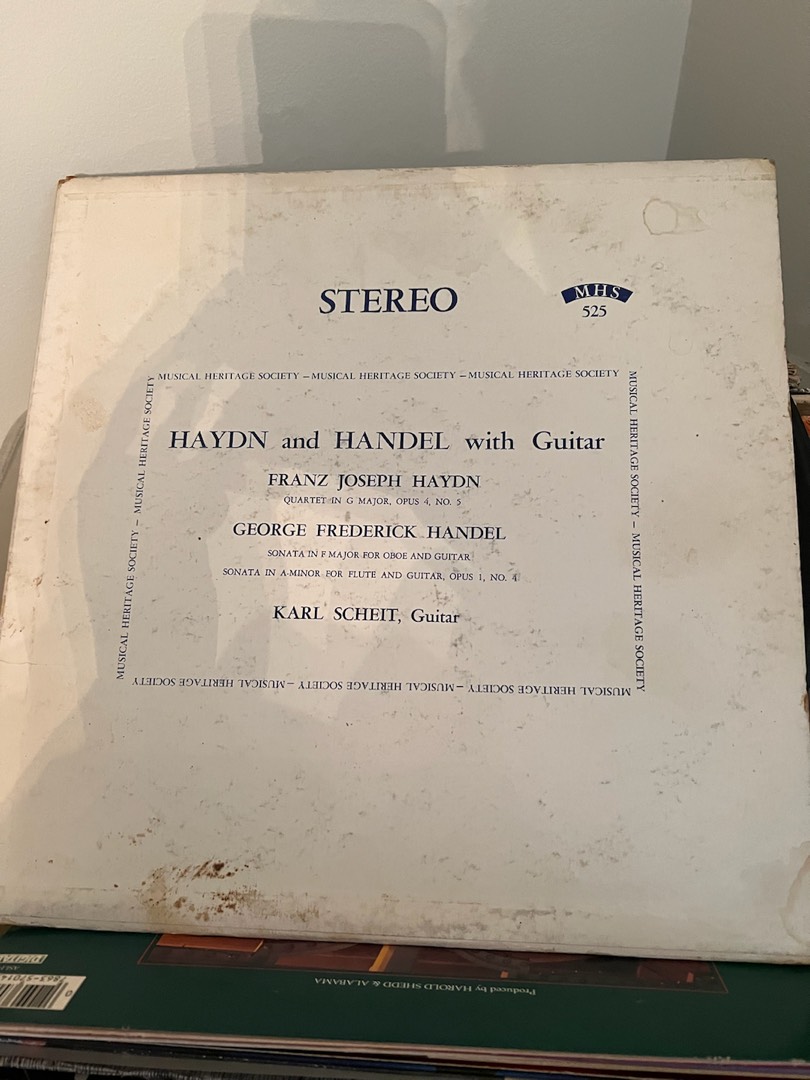 STEREO
MHS
525
MUSICAL HERITAGE SOCIETY – MUSICAL HERITAGE SOCIETY – MUSICAL HERITAGE SOCIETY
MUSICAL HERITAGE SOCIETY – MUSICAL HERITAGE SOCIETY
HAYDN and HANDEL with Guitar
FRANZ JOSEPH HAYDN
QUARTET IN G MAJOR, OPUS 4, NO. 5
GEORGE FREDERICK HANDEL
SONATA IN F MAJOR FOR OBOE AND GUITAR
SONATA IN A-MINOR FOR FLUTE AND GUITAR, OPUS 1, NO. 4
KARL SCHEIT, Guitar
MUSICAL HERITAGE SOCIETY – MUSICAL HERITAGE SOCIETY
MUSICAL HERITAGE SOCIETY – MUSICAL HERITAGE SOCIETY – MUSICAL HERITAGE SOCIETY
Produced by HAROLD SHEDD & ALABAMA